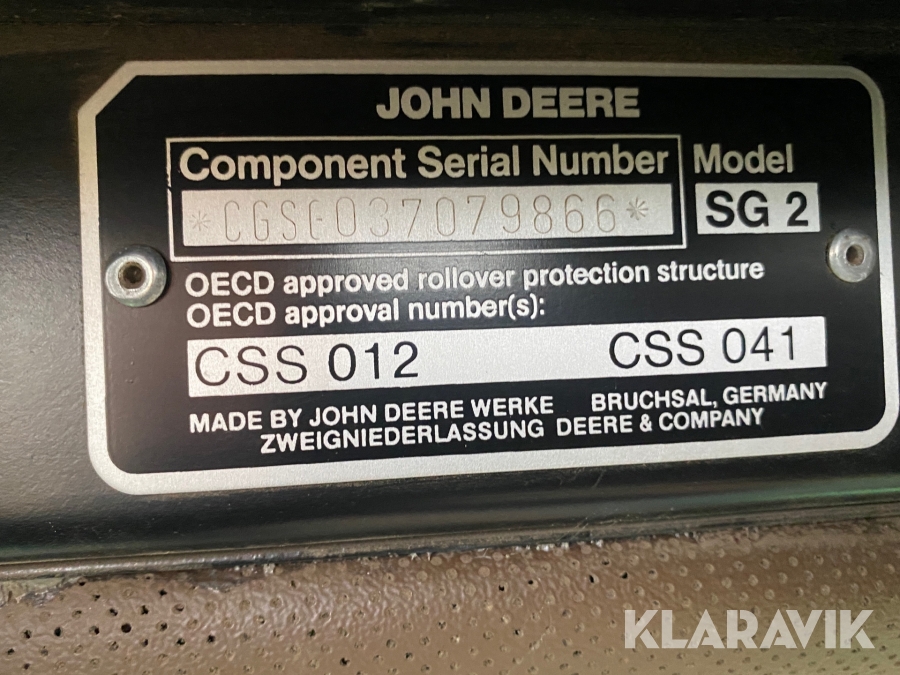 JOHN DEERE
Component Serial Number
Model
SG 2
OECD approved rollover protection structure
OECD approval number(s):
CSS 012 CSS 041
MADE BY JOHN DEERE WERKE BRUCHSAL, GERMANY
ZWEIGNIEDERLASSUNG DEERE & COMPANY
KLARAVIK